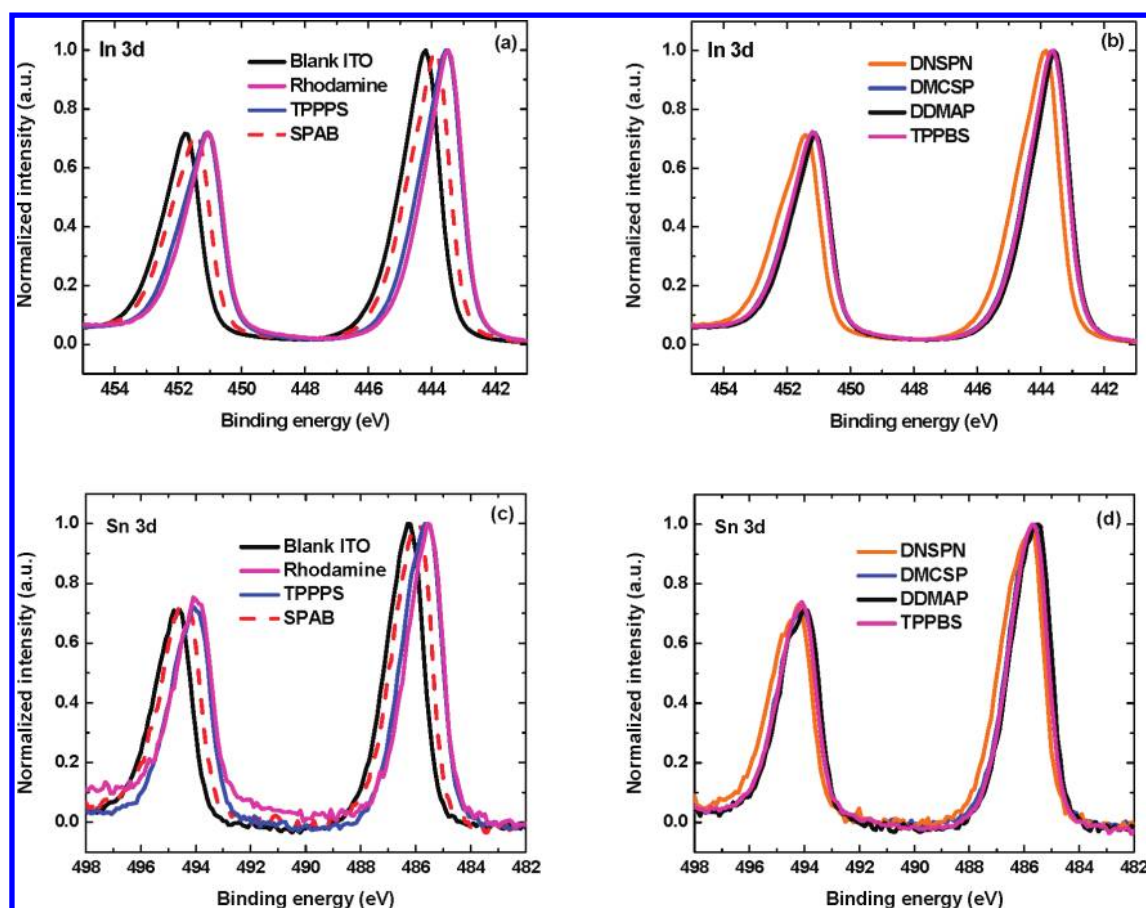 In 3d
(a)
Blank ITO
Rhodamine
TPPPS
SPAB
Normalized intensity (a.u.)
1.0
0.8
0.6
0.4
0.2
0.0
454 452 450 448 446 444 442
Binding energy (eV)
In 3d
(b)
DNSPN
DMCSP
DDMAP
TPPBS
Normalized intensity (a.u.)
1.0
0.8
0.6
0.4
0.2
0.0
454 452 450 448 446 444 442
Binding energy (eV)
Sn 3d
(c)
Blank ITO
Rhodamine
TPPPS
SPAB
Normalized intensity (a.u.)
1.0
0.8
0.6
0.4
0.2
0.0
498 496 494 492 490 488 486 484 482
Binding energy (eV)
Sn 3d
(d)
DNSPN
DMCSP
DDMAP
TPPBS
Normalized intensity (a.u.)
1.0
0.8
0.6
0.4
0.2
0.0
498 496 494 492 490 488 486 484 482
Binding energy (eV)